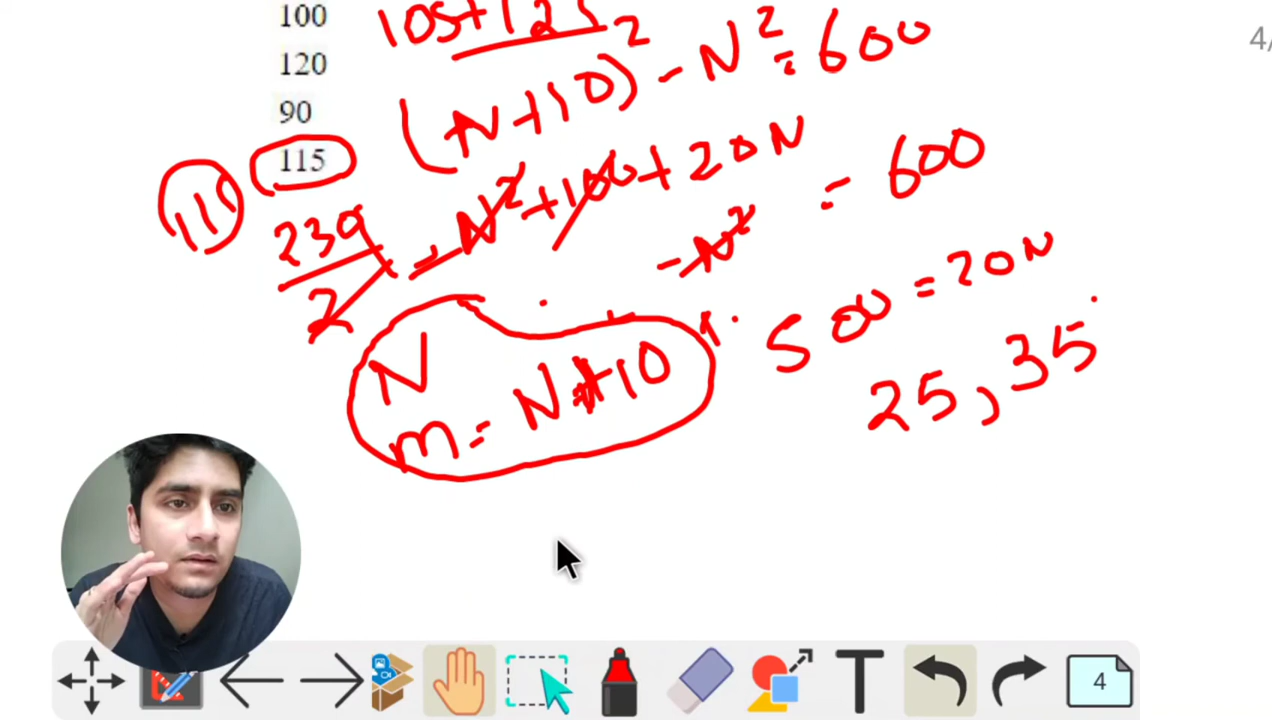 100
105+125
120
(N+10)² - N² = 600
90
115
111
- N² + 100 + 20N
- N² = 600
239
2
500 = 20N
25, 35
N
m = N+10
4/
T
4